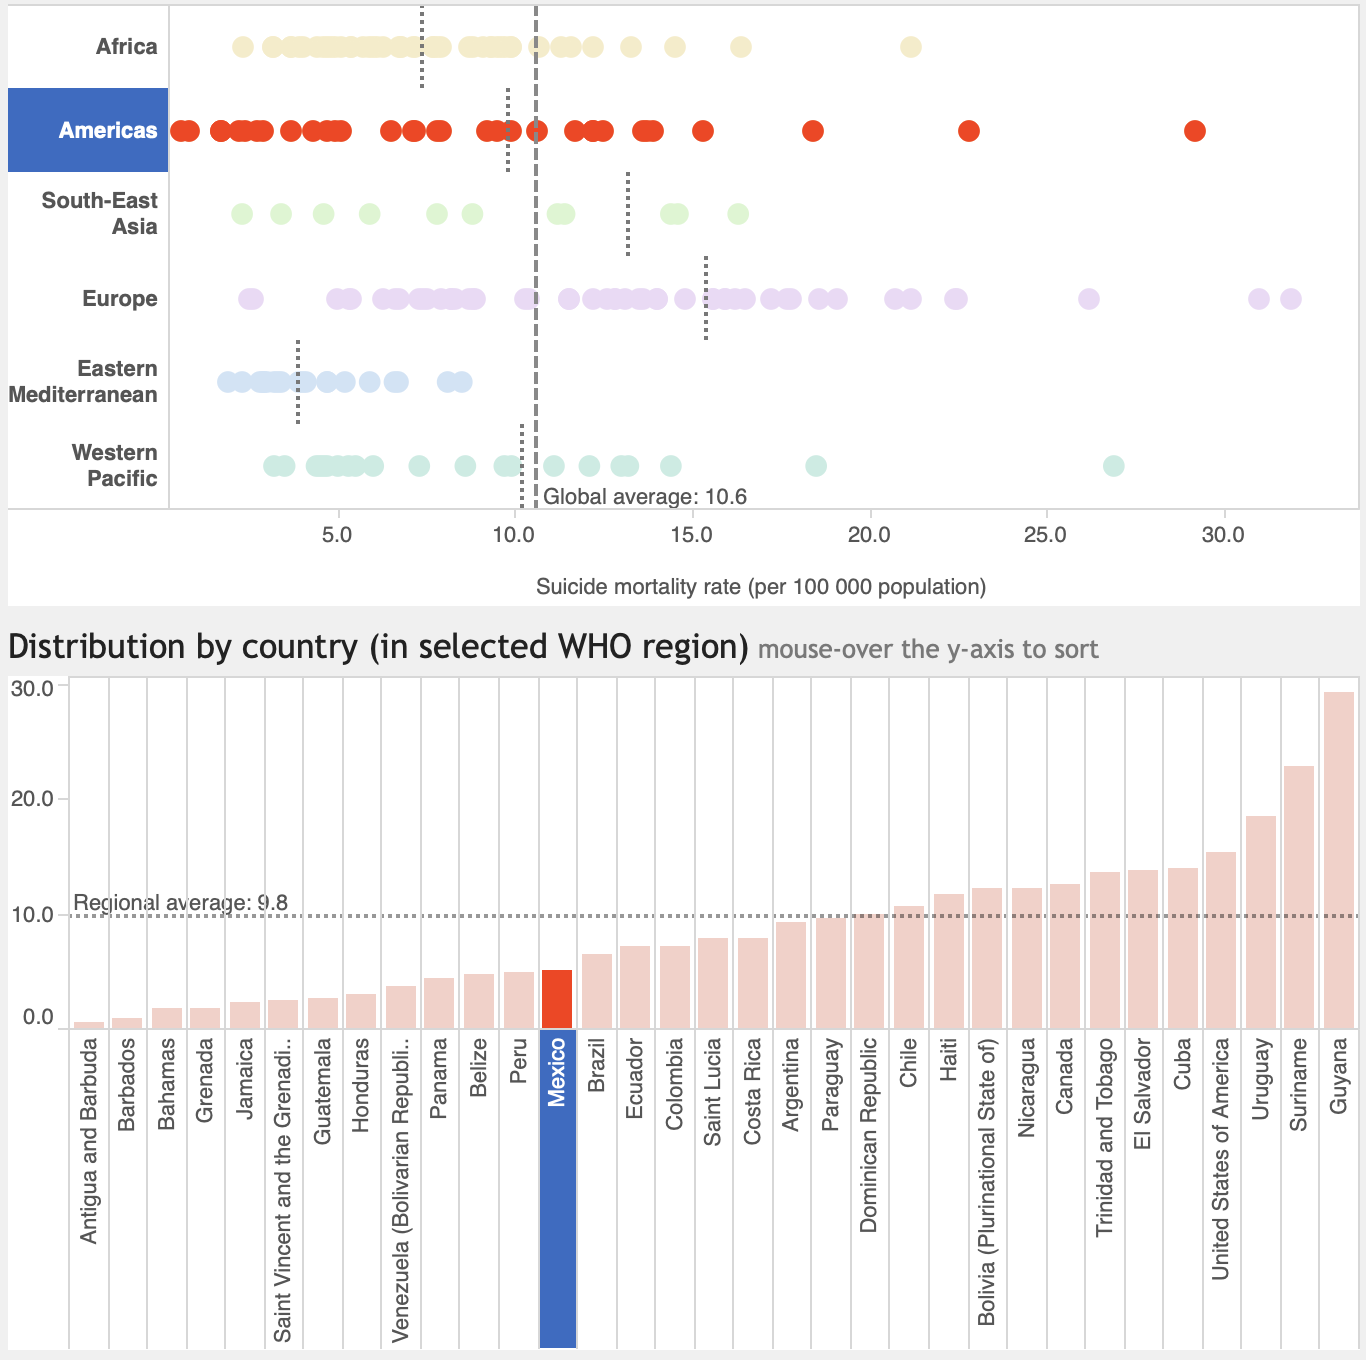 Africa
Americas
South-East
Asia
Europe
Eastern
Mediterranean
Western
Pacific
Global average: 10.6
5.0 10.0 15.0 20.0 25.0 30.0
Suicide mortality rate (per 100 000 population)
Distribution by country (in selected WHO region) mouse-over the y-axis to sort
30.0
20.0
Regional average: 9.8
10.0
0.0
Antigua and Barbuda
Barbados
Bahamas
Grenada
Jamaica
Saint Vincent and the Grenadi..
Guatemala
Honduras
Venezuela (Bolivarian Republi..
Panama
Belize
Peru
Mexico
Brazil
Ecuador
Colombia
Saint Lucia
Costa Rica
Argentina
Paraguay
Dominican Republic
Chile
Haiti
Bolivia (Plurinational State of)
Nicaragua
Canada
Trinidad and Tobago
El Salvador
Cuba
United States of America
Uruguay
Suriname
Guyana